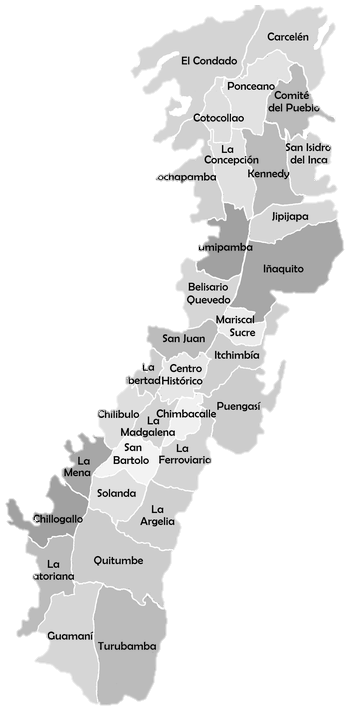 Carcelén
El Condado
Ponceano
Comité
del Pueblo
Cotocollao
La
Concepción
San Isidro
del Inca
Kennedy
ochapamba
Jipijapa
umipamba
Iñaquito
Belisario
Quevedo
Mariscal
Sucre
San Juan
Itchimbía
La
ibertad
Centro
Histórico
Puengasí
Chilibulo
La
Madgalena
Chimbacalle
San
Bartolo
La
Ferroviario
La
Mena
Solanda
La
Argelia
Chillogallo
Quitumbe
La
atoriana
Guamaní
Turubamba